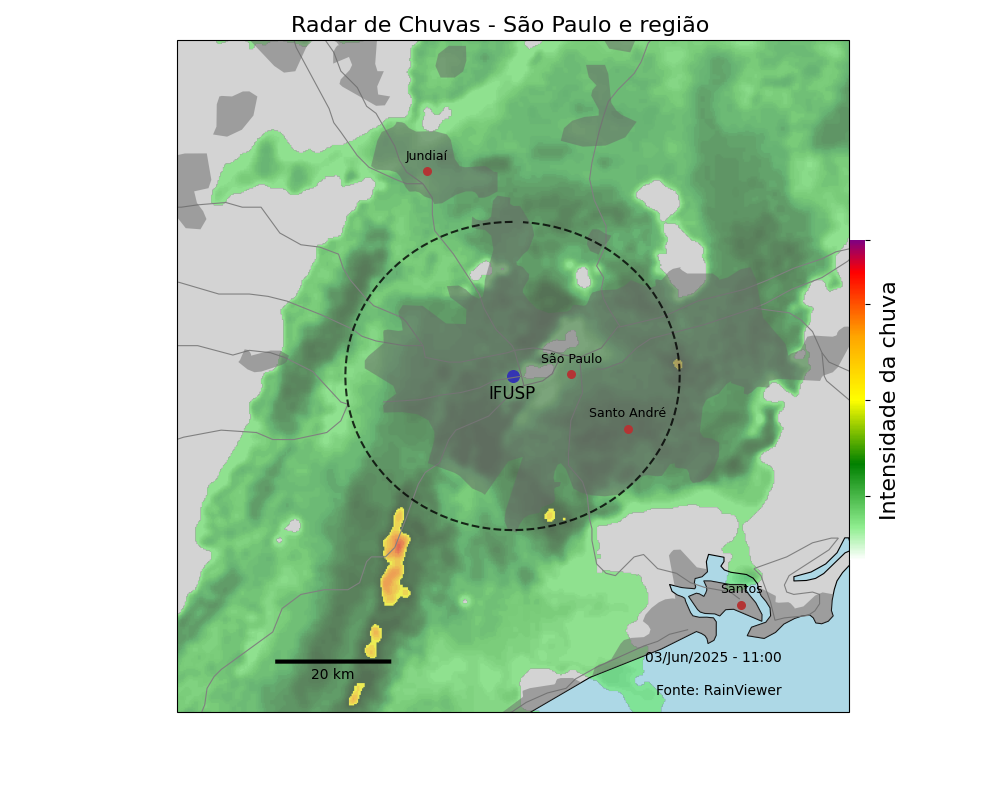 Radar de Chuvas - São Paulo e região
Jundiaí
São Paulo
IFUSP
Santo André
Intensidade da chuva
Santos
03/Jun/2025 - 11:00
20 km
Fonte: RainViewer